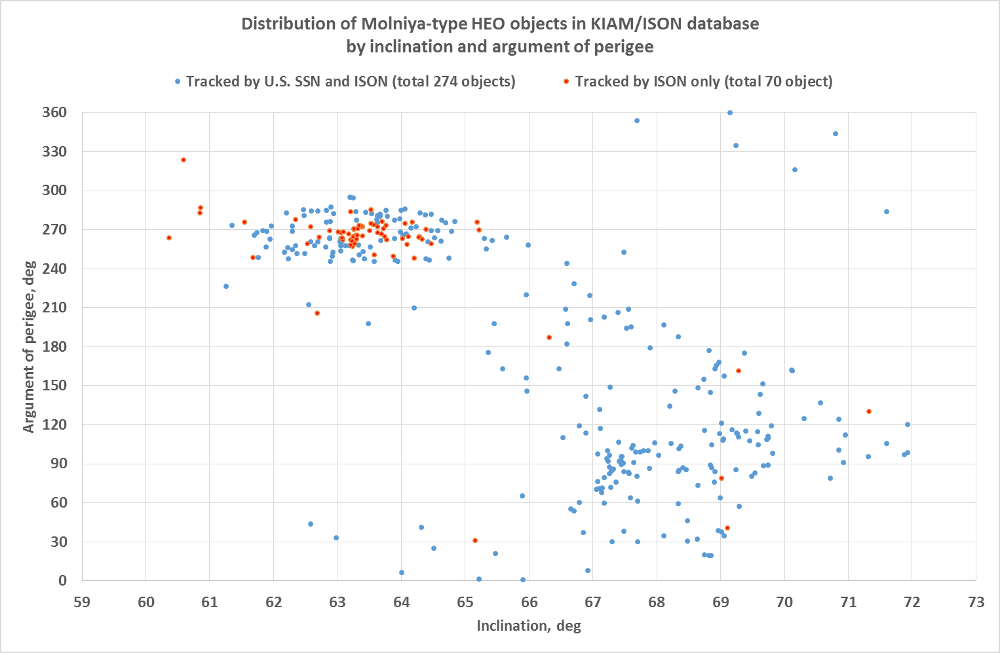 Distribution of Molniya-type HEO objects in KIAM/ISON database
by inclination and argument of perigee
Tracked by U.S. SSN and ISON (total 274 objects)
Tracked by ISON only (total 70 object)
360
330
300
270
240
210
180
150
120
90
60
30
0
Argument of perigee, deg
59 60 61 62 63 64 65 66 67 68 69 70 71 72 73
Inclination, deg